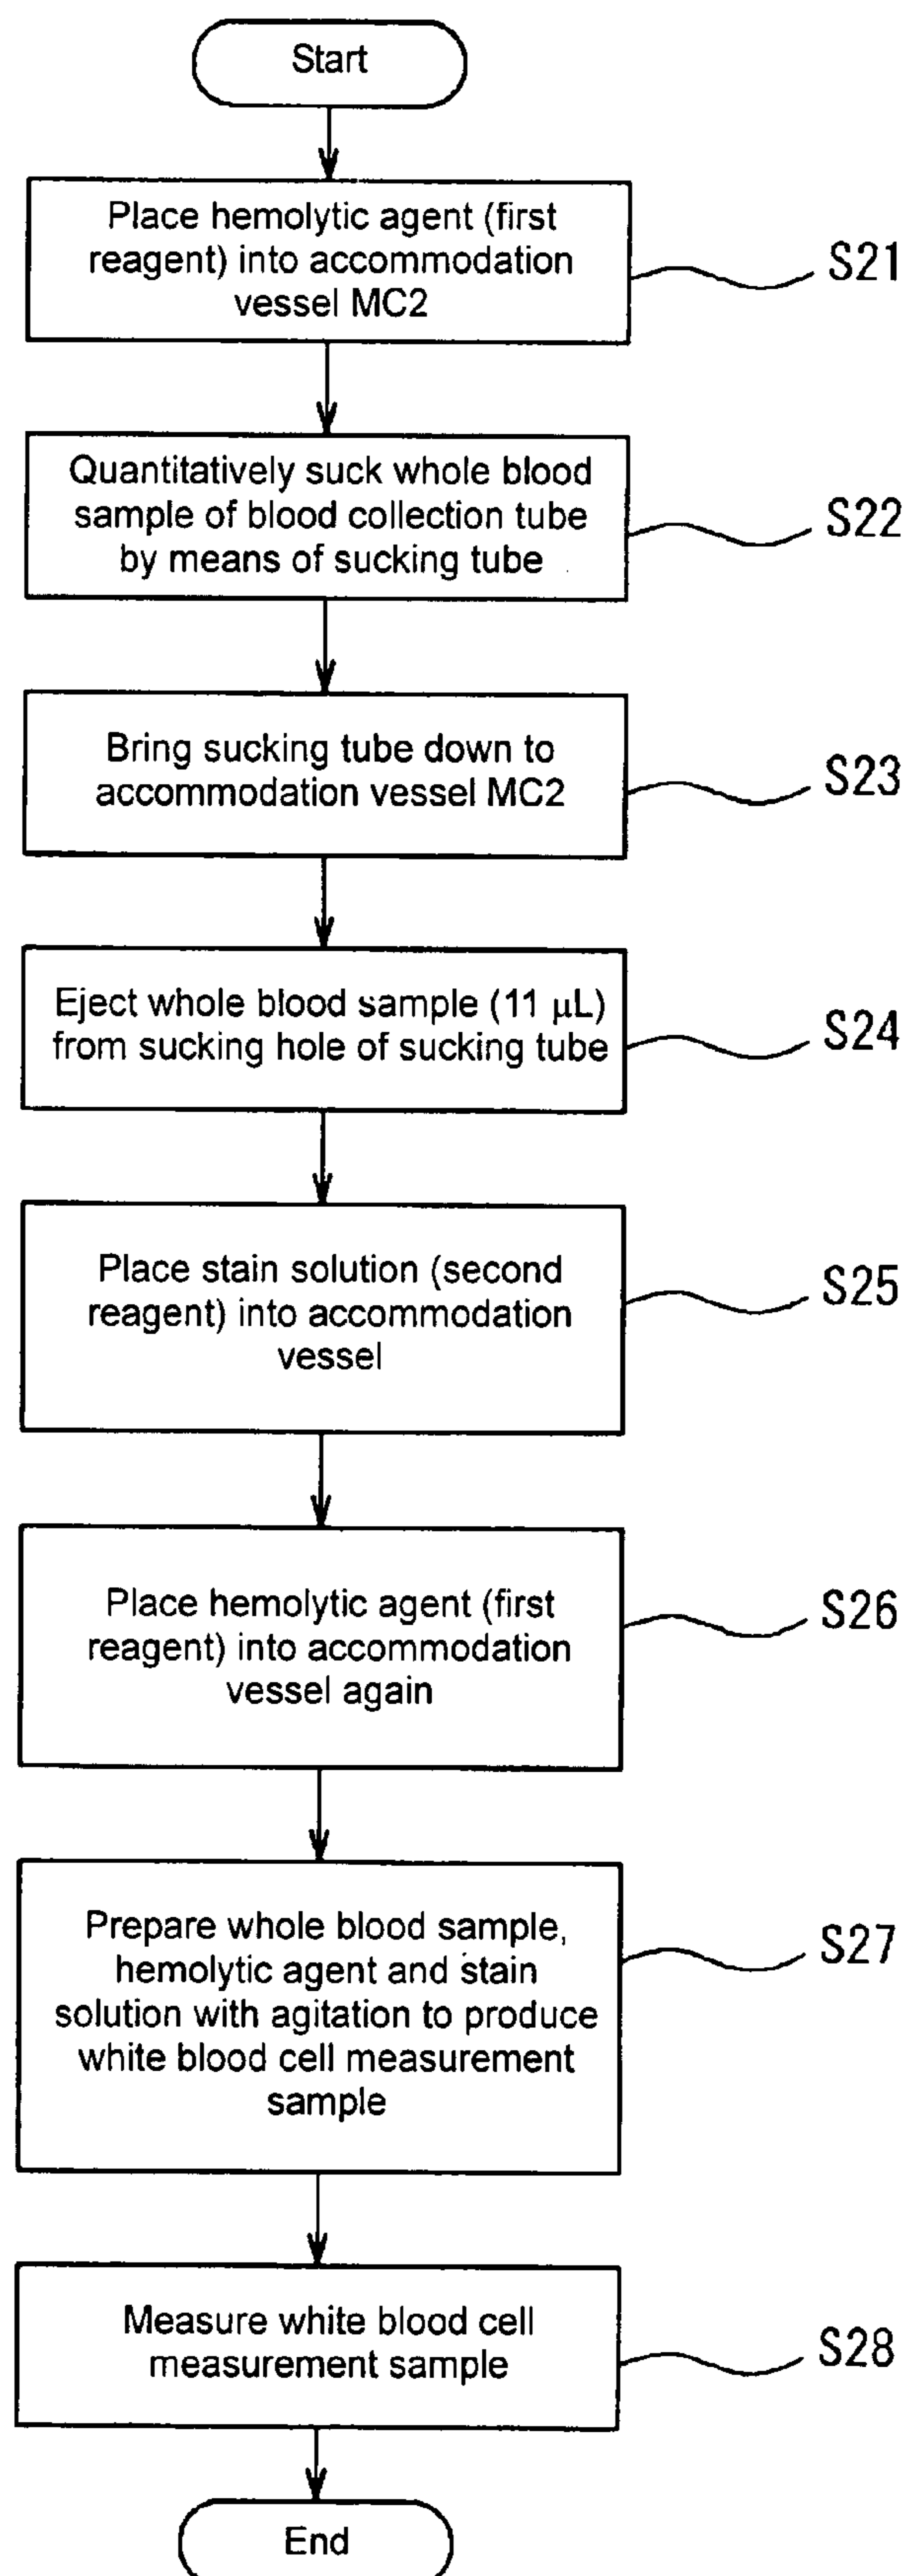 Start
Place hemolytic agent (first
reagent) into accommodation
vessel MC2
S21
Quantitatively suck whole blood
sample of blood collection tube
by means of sucking tube
S22
Bring sucking tube down to
accommodation vessel MC2
S23
Eject whole blood sample (11 μL)
from sucking hole of sucking tube
S24
Place stain solution (second
reagent) into accommodation
vessel
S25
Place hemolytic agent (first
reagent) into accommodation
vessel again
S26
Prepare whole blood sample,
hemolytic agent and stain
solution with agitation to produce
white blood cell measurement
sample
S27
Measure white blood cell
measurement sample
S28
End